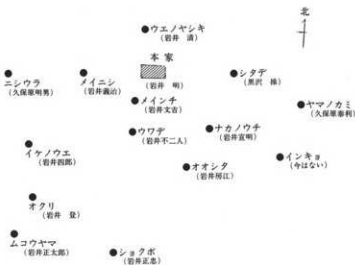 北
ウエノヤシキ
(岩井 清)
本家
(岩井 明)
ニシウラ
(久保原明男)
メイニシ
(岩井義治)
シタデ
(黒沢 操)
メインチ
(岩井文吉)
ヤマノカミ
(久保原泰利)
ウワデ
(岩井不二人)
ナカノウチ
(岩井宣明)
イケノウエ
(岩井四郎)
オオシタ
(岩井房江)
インキョ
(今はない)
オクリ
(岩井 登)
ムコウヤマ
(岩井正太郎)
ショクボ
(岩井正忠)